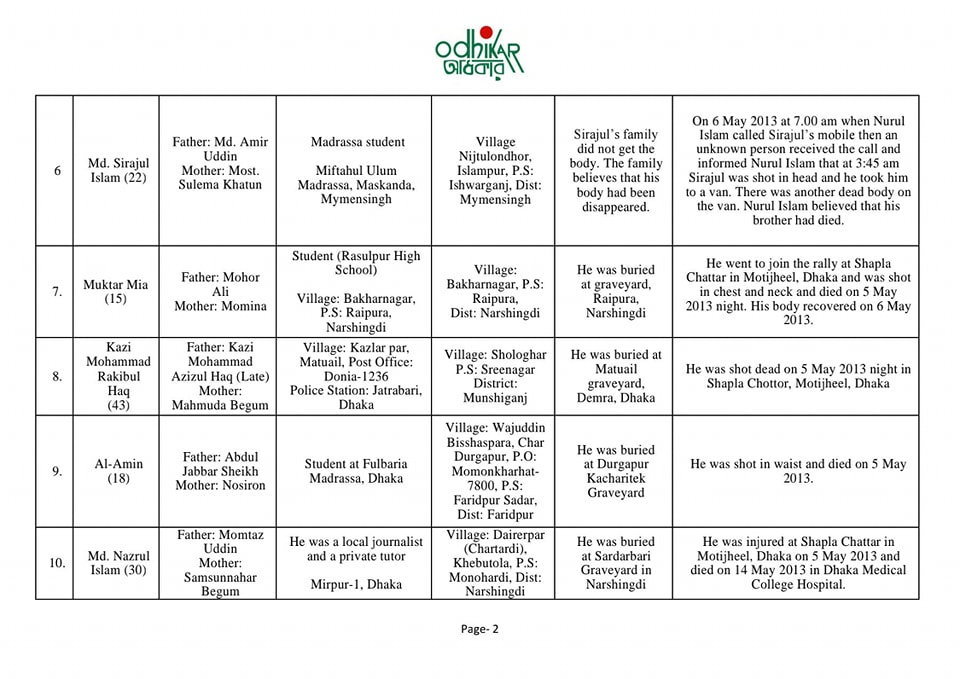 odhiKAR
অধিকার
6
Md. Sirajul
Islam (22)
Father: Md. Amir
Uddin
Mother: Most.
Sulema Khatun
Madrassa student
Miftahul Ulum
Madrassa, Maskanda,
Mymensingh
Village
Nijtulondhor,
Islampur, P.S:
Ishwarganj, Dist:
Mymensingh
Sirajul’s family
did not get the
body. The family
believes that his
body had been
disappeared.
On 6 May 2013 at 7.00 am when Nurul
Islam called Sirajul’s mobile then an
unknown person received the call and
informed Nurul Islam that at 3:45 am
Sirajul was shot in head and he took him
to a van. There was another dead body on
the van. Nurul Islam believed that his
brother had died.
7.
Muktar Mia
(15)
Father: Mohor
Ali
Mother: Momina
Student (Rasulpur High
School)
Village: Bakharnagar,
P.S: Raipura,
Narshingdi
Village:
Bakharnagar, P.S:
Raipura,
Dist: Narshingdi
He was buried
at graveyard,
Raipura,
Narshingdi
He went to join the rally at Shapla
Chattar in Motijheel, Dhaka and was shot
in chest and neck and died on 5 May
2013 night. His body recovered on 6 May
2013.
8.
Kazi
Mohammad
Rakibul
Haq
(43)
Father: Kazi
Mohammad
Azizul Haq (Late)
Mother:
Mahmuda Begum
Village: Kazlar par,
Matuail, Post Office:
Donia-1236
Police Station: Jatrabari,
Dhaka
Village: Shologhar
P.S: Sreenagar
District:
Munshiganj
He was buried at
Matuail
graveyard,
Demra, Dhaka
He was shot dead on 5 May 2013 night in
Shapla Chottor, Motijheel, Dhaka
9.
Al-Amin
(18)
Father: Abdul
Jabbar Sheikh
Mother: Nosiron
Student at Fulbaria
Madrassa, Dhaka
Village: Wajuddin
Bisshaspara, Char
Durgapur, P.O:
Momonkharhat-
7800, P.S:
Faridpur Sadar,
Dist: Faridpur
He was buried
at Durgapur
Kacharitek
Graveyard
He was shot in waist and died on 5 May
2013.
10.
Md. Nazrul
Islam (30)
Father: Momtaz
Uddin
Mother:
Samsunnahar
Begum
He was a local journalist
and a private tutor
Mirpur-1, Dhaka
Village: Dairerpar
(Chartardi),
Khebutola, P.S:
Monohardi, Dist:
Narshingdi
He was buried
at Sardarbari
Graveyard in
Narshingdi
He was injured at Shapla Chattar in
Motijheel, Dhaka on 5 May 2013 and
died on 14 May 2013 in Dhaka Medical
College Hospital.
Page- 2